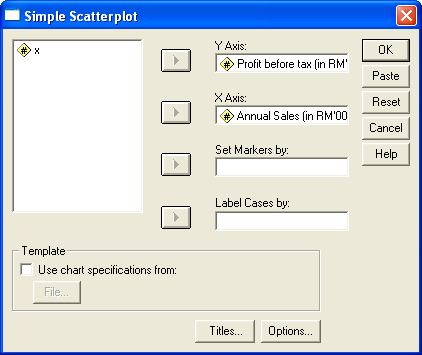 Simple Scatterplot
# x
Y Axis:
# Profit before tax (in RM'
X Axis:
# Annual Sales (in RM'00
Set Markers by:
Label Cases by:
OK
Paste
Reset
Cancel
Help
Template
Use chart specifications from:
File...
Titles...
Options...